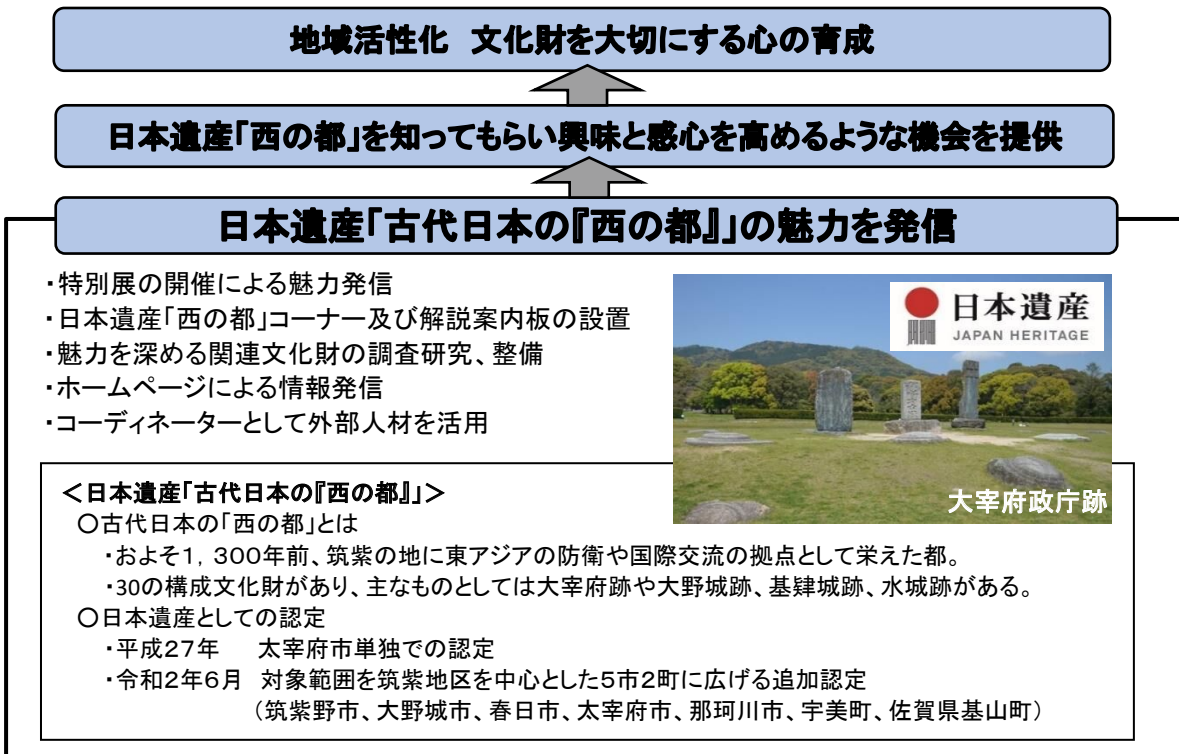 地域活性化　文化財を大切にする心の育成
日本遺産「西の都」を知ってもらい興味と感心を高めるような機会を提供
日本遺産「古代日本の『西の都』」の魅力を発信
・特別展の開催による魅力発信
・日本遺産「西の都」コーナー及び解説案内板の設置
・魅力を深める関連文化財の調査研究、整備
・ホームページによる情報発信
・コーディネーターとして外部人材を活用
日本遺産
JAPAN HERITAGE
大宰府政庁跡
＜日本遺産「古代日本の『西の都』」＞
○古代日本の「西の都」とは
・およそ1，300年前、筑紫の地に東アジアの防衛や国際交流の拠点として栄えた都。
・30の構成文化財があり、主なものとしては大宰府跡や大野城跡、基肄城跡、水城跡がある。
○日本遺産としての認定
・平成27年　太宰府市単独での認定
・令和2年6月　対象範囲を筑紫地区を中心とした5市2町に広げる追加認定
（筑紫野市、大野城市、春日市、太宰府市、那珂川市、宇美町、佐賀県基山町）